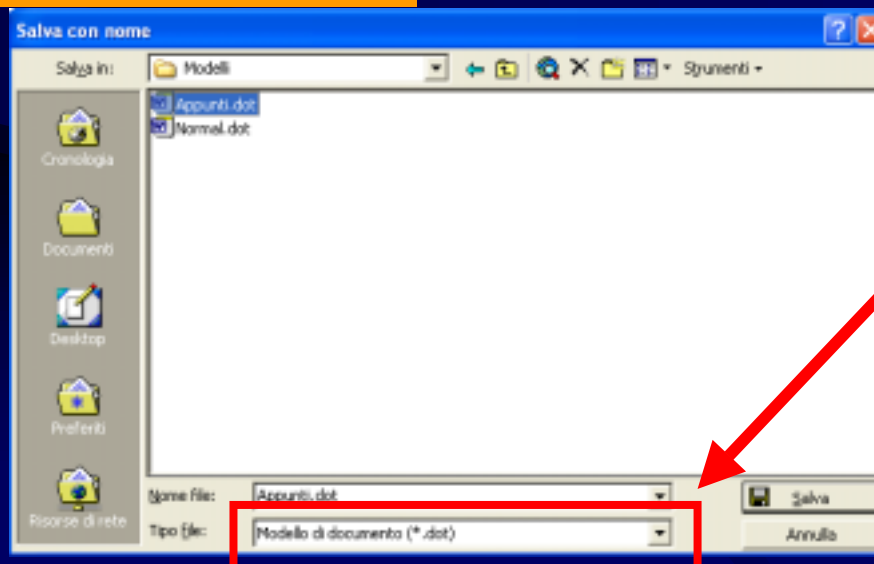 Salva con nome
Salva in: Modelli Strumenti
Appunti.dot
Normal.dot
Cronologia
Documenti
Desktop
Preferiti
Risorse di rete
Nome file: Appunti.dot Salva
Tipo file: Modello di documento (*.dot) Annulla